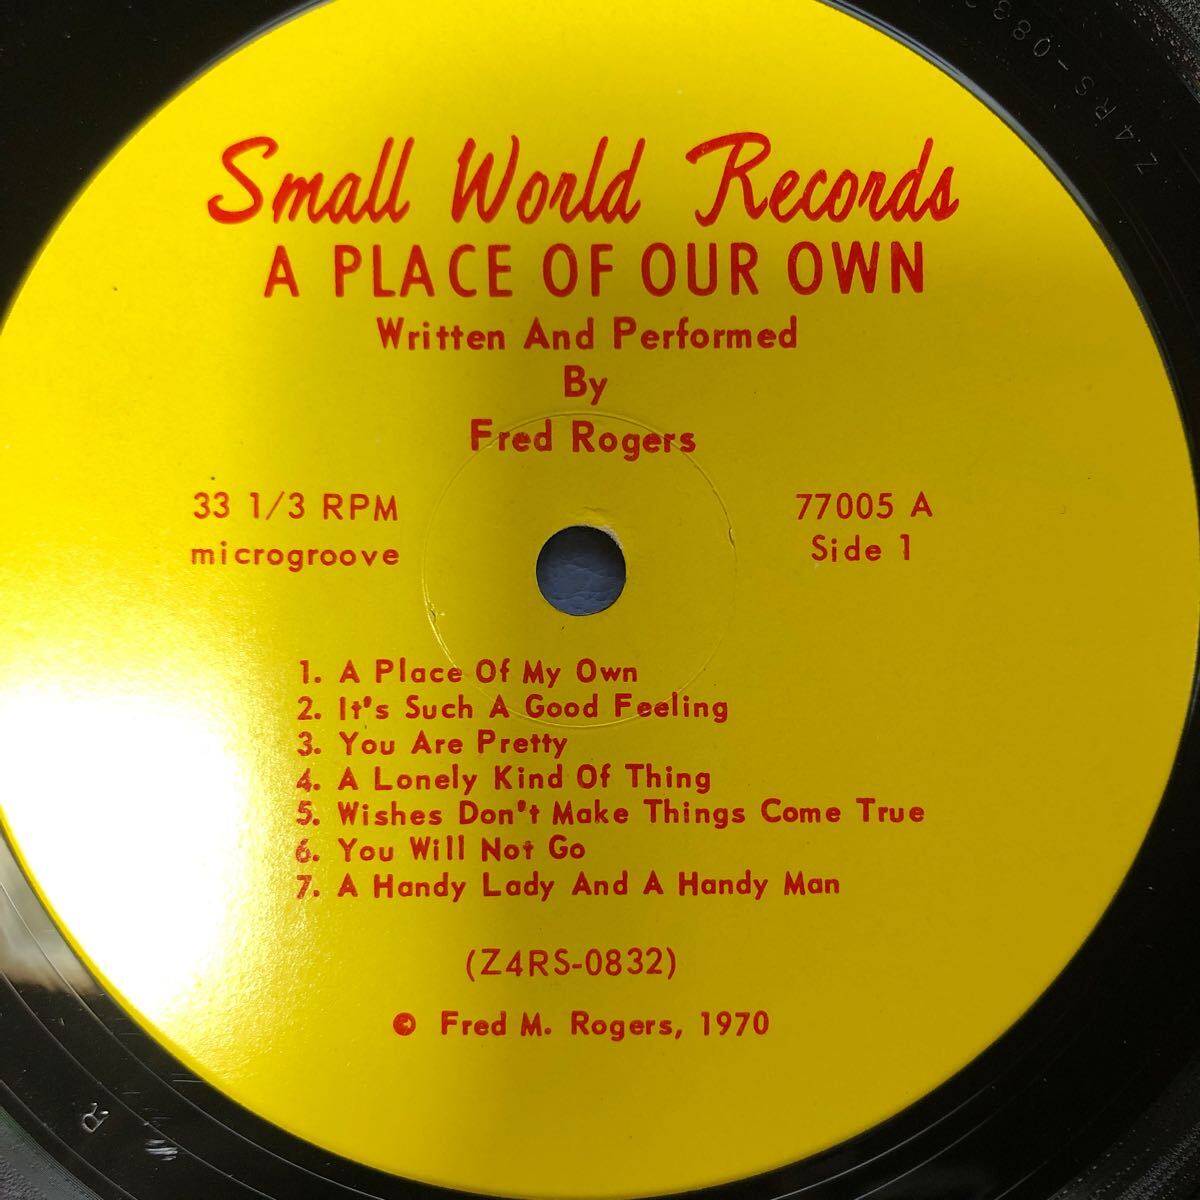 Small World Records
A PLACE OF OUR OWN
Written And Performed
By
Fred Rogers
33 1/3 RPM
microgroove
77005 A
Side 1
1. A Place Of My Own
2. It's Such A Good Feeling
3. You Are Pretty
4. A Lonely Kind Of Thing
5. Wishes Don't Make Things Come True
6. You Will Not Go
7. A Handy Lady And A Handy Man
(Z4RS-0832)
© Fred M. Rogers, 1970
R